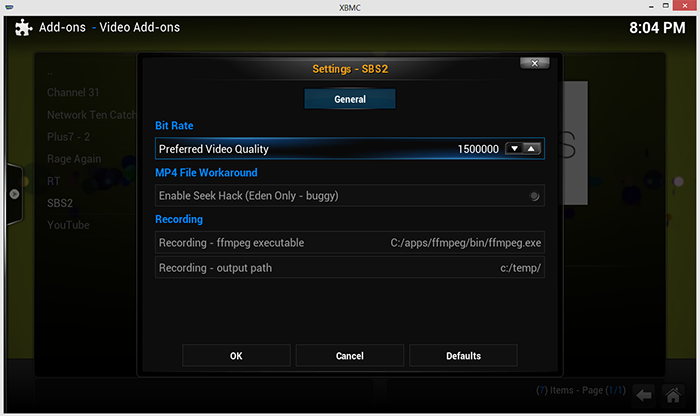 XBMC
Add-ons - Video Add-ons
8:04 PM
Settings - SBS2
General
..
Channel 31
Network Ten Catch
Plus7 - 2
Rage Again
RT
SBS2
YouTube
Bit Rate
Preferred Video Quality 1500000
MP4 File Workaround
Enable Seek Hack (Eden Only - buggy)
Recording
Recording - ffmpeg executable C:/apps/ffmpeg/bin/ffmpeg.exe
Recording - output path c:/temp/
OK Cancel Defaults
(7) Items - Page (1/1)